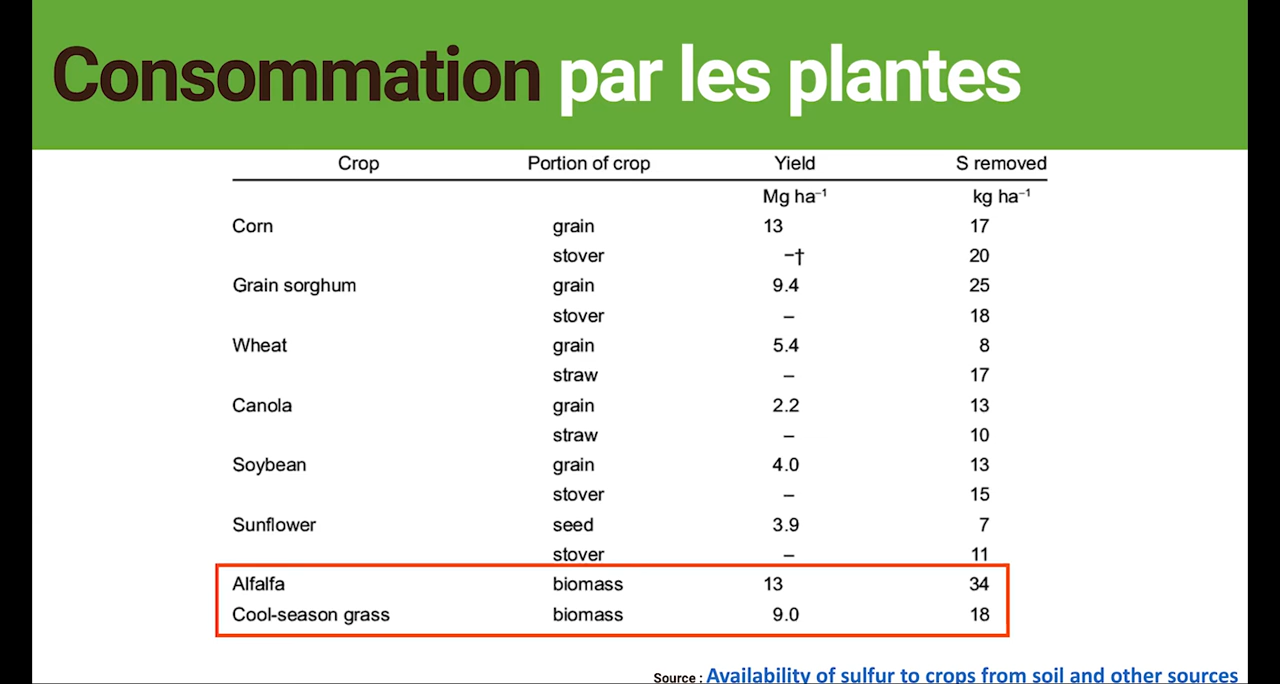 Consommation par les plantes
Crop Portion of crop Yield S removed
Mg ha⁻¹ kg ha⁻¹
Corn grain 13 17
stover –† 20
Grain sorghum grain 9.4 25
stover – 18
Wheat grain 5.4 8
straw – 17
Canola grain 2.2 13
straw – 10
Soybean grain 4.0 13
stover – 15
Sunflower seed 3.9 7
stover – 11
Alfalfa biomass 13 34
Cool-season grass biomass 9.0 18
Source : Availability of sulfur to crops from soil and other sources